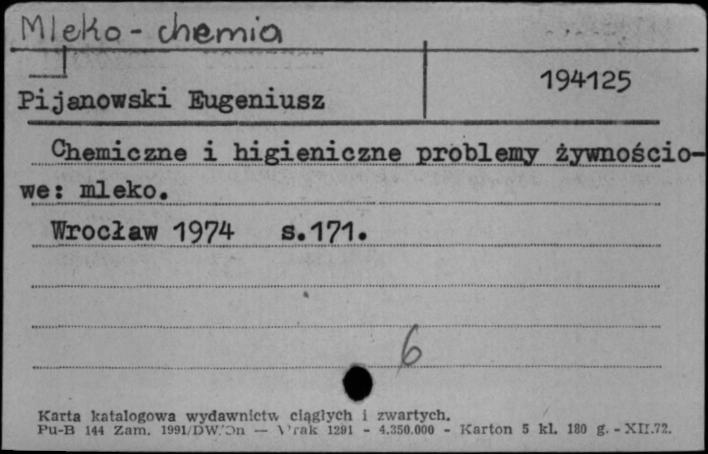 Mleko - chemia
194125
Pijanowski Eugeniusz
Chemiczne i higieniczne problemy żywnościo-
we: mleko.
Wrocław 1974 s.171.
6
Karta katalogowa wydawnictw ciągłych i zwartych.
Pu-B 144 Zam. 1991/DW/On — 1291 - 4.350.000 - Karton 5 kl. 180 g. - XII.72.